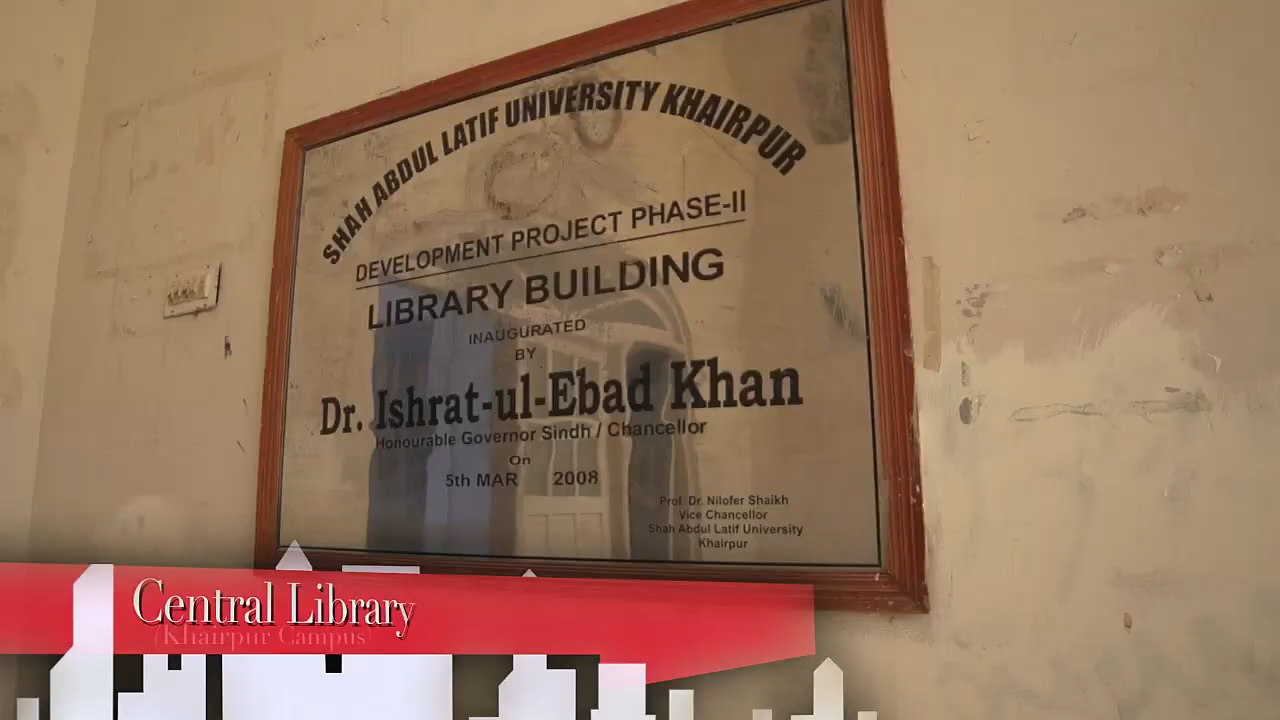 SHAH ABDUL LATIF UNIVERSITY KHAIRPUR
DEVELOPMENT PROJECT PHASE-II
LIBRARY BUILDING
INAUGURATED
BY
Dr. Ishrat-ul-Ebad Khan
Honourable Governor Sindh / Chancellor
On
5th MAR 2008
Prof. Dr. Nilofer Shaikh
Vice Chancellor
Shah Abdul Latif University
Khairpur
Central Library
(Khairpur Campus)